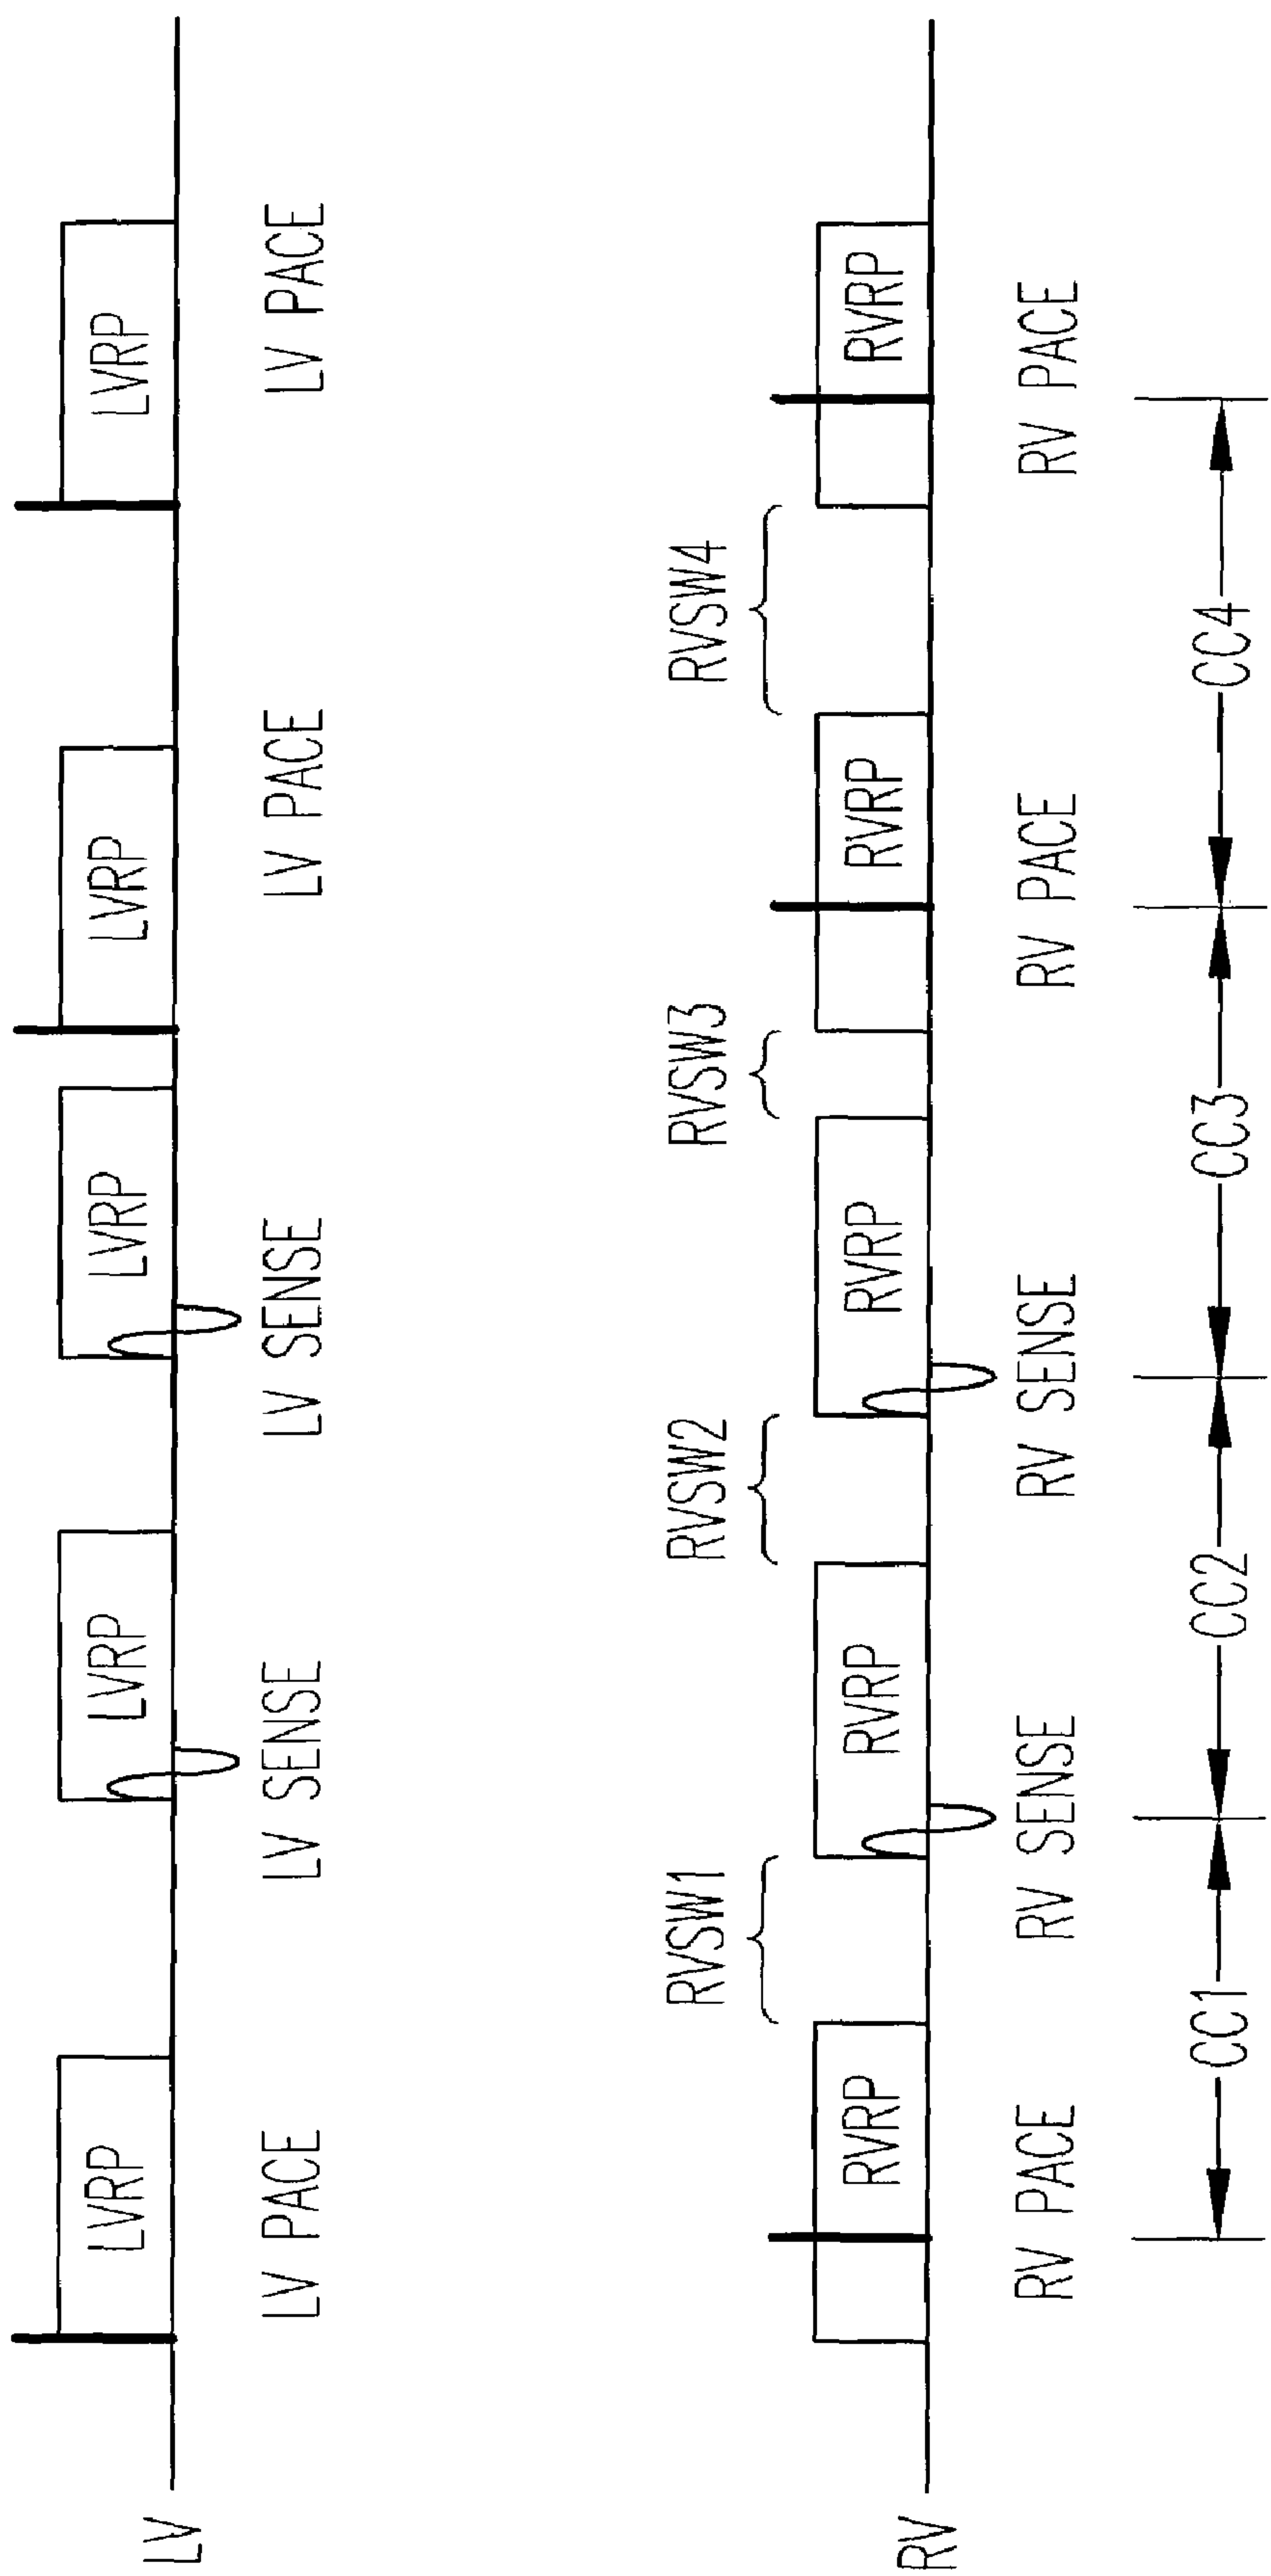 LV
LVRP
LVRP
LVRP
LVRP
LVRP
LV PACE
LV SENSE
LV SENSE
LV PACE
LV PACE
RVSW1
RVSW2
RVSW3
RVSW4
RV
RVRP
RVRP
RVRP
RVRP
RVRP
RV PACE
RV SENSE
RV SENSE
RV PACE
RV PACE
CC1
CC2
CC3
CC4